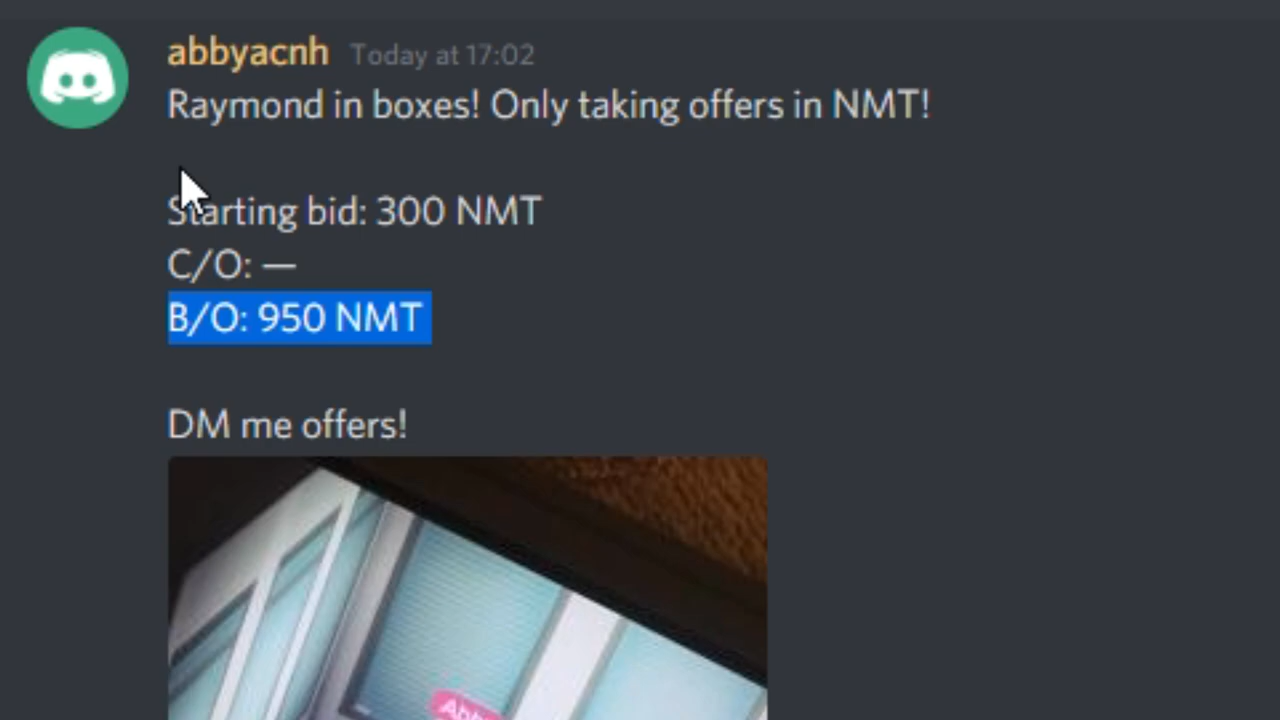 abbyacnh Today at 17:02
Raymond in boxes! Only taking offers in NMT!
Starting bid: 300 NMT
C/O: —
B/O: 950 NMT
DM me offers!